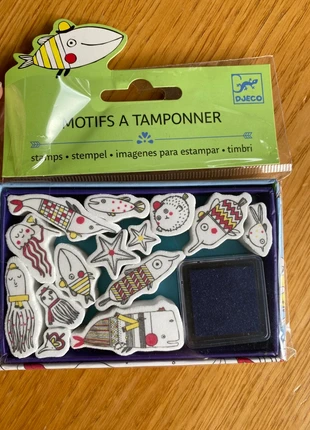 DJECO
MOTIFS A TAMPONNER
stamps • stempel • imagenes para estampar • timbri